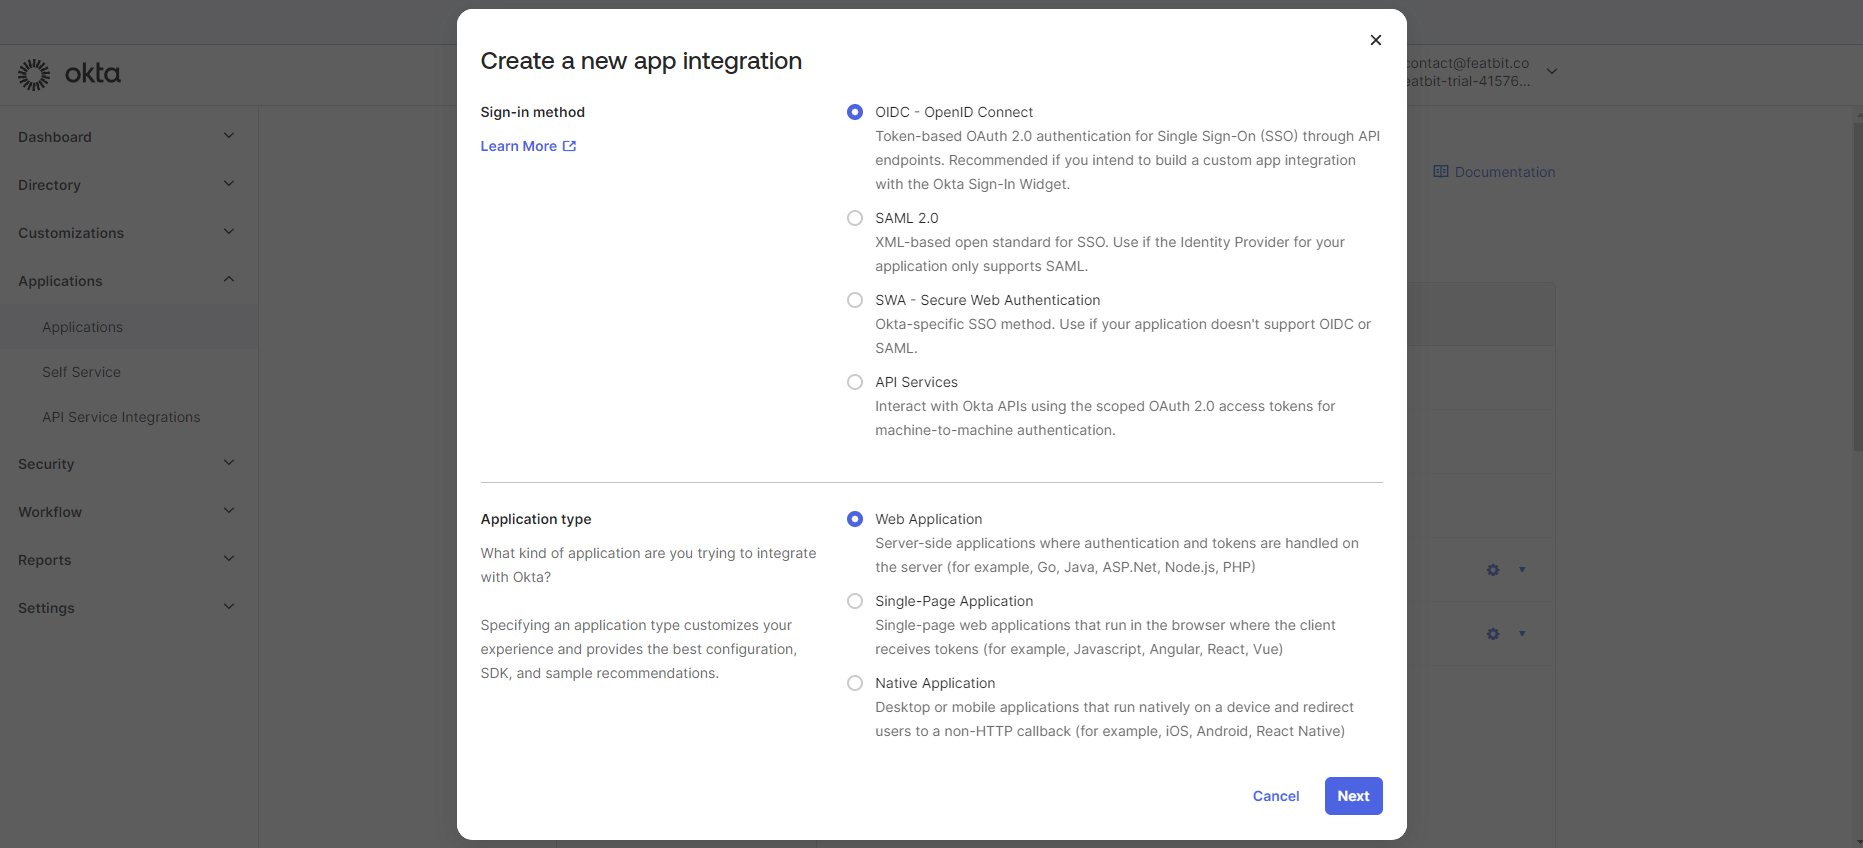 okta
Dashboard
Directory
Customizations
Applications
Applications
Self Service
API Service Integrations
Security
Workflow
Reports
Settings
contact@featbit.co
eatbit-trial-41576...
Documentation
Create a new app integration
Sign-in method
Learn More
OIDC - OpenID Connect
Token-based OAuth 2.0 authentication for Single Sign-On (SSO) through API
endpoints. Recommended if you intend to build a custom app integration
with the Okta Sign-In Widget.
SAML 2.0
XML-based open standard for SSO. Use if the Identity Provider for your
application only supports SAML.
SWA - Secure Web Authentication
Okta-specific SSO method. Use if your application doesn't support OIDC or
SAML.
API Services
Interact with Okta APIs using the scoped OAuth 2.0 access tokens for
machine-to-machine authentication.
Application type
What kind of application are you trying to integrate
with Okta?
Specifying an application type customizes your
experience and provides the best configuration,
SDK, and sample recommendations.
Web Application
Server-side applications where authentication and tokens are handled on
the server (for example, Go, Java, ASP.Net, Node.js, PHP)
Single-Page Application
Single-page web applications that run in the browser where the client
receives tokens (for example, Javascript, Angular, React, Vue)
Native Application
Desktop or mobile applications that run natively on a device and redirect
users to a non-HTTP callback (for example, iOS, Android, React Native)
Cancel
Next